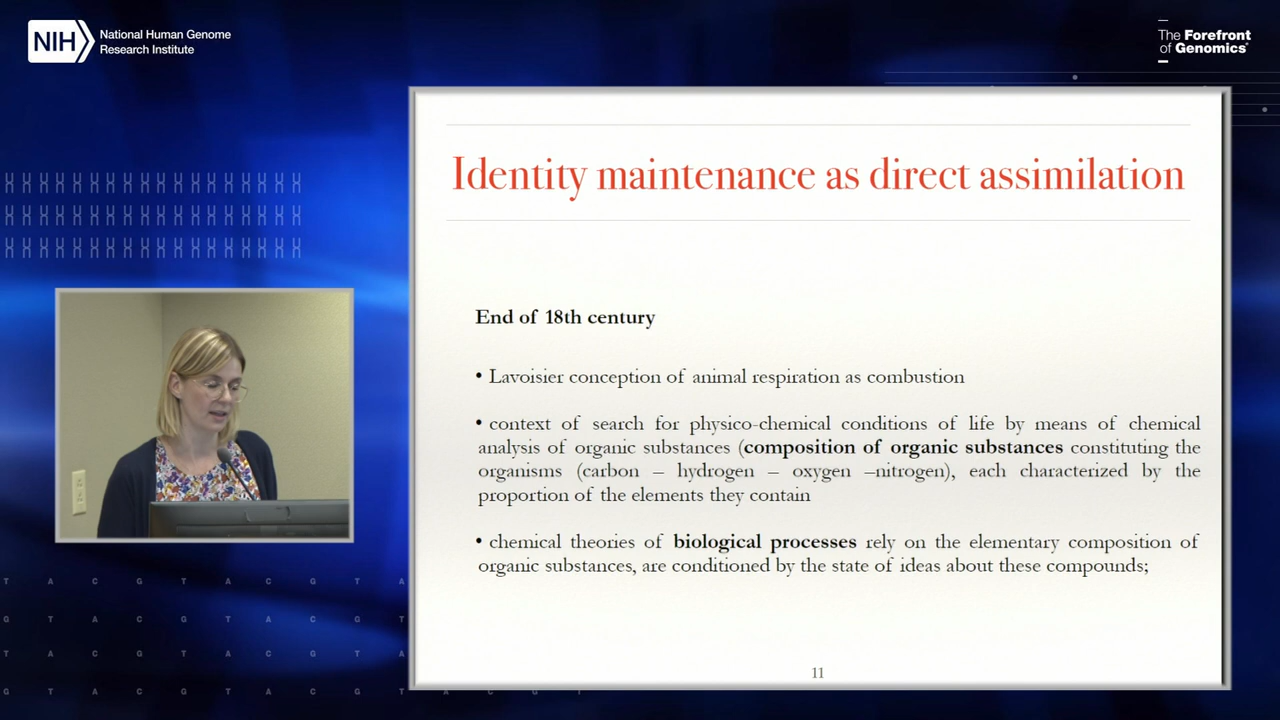 NIH
National Human Genome
Research Institute
The Forefront
of Genomics®
Identity maintenance as direct assimilation
End of 18th century
• Lavoisier conception of animal respiration as combustion
• context of search for physico-chemical conditions of life by means of chemical
analysis of organic substances (composition of organic substances constituting the
organisms (carbon – hydrogen – oxygen –nitrogen), each characterized by the
proportion of the elements they contain
• chemical theories of biological processes rely on the elementary composition of
organic substances, are conditioned by the state of ideas about these compounds;
11
T A C G T A C G T A
G T A C G T A C G T
T A C G T A C G T A
G T A C G T A C G T A C G T